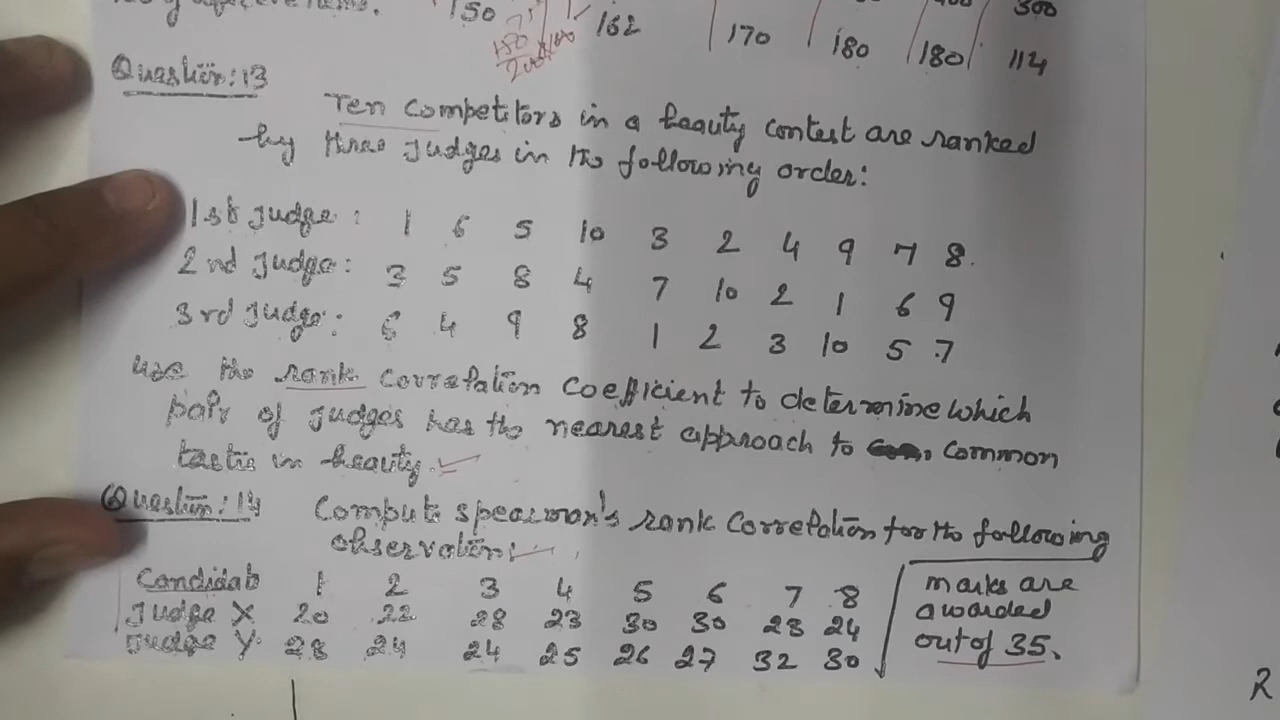 150 162 170 180 180 114
300
Question:13
Ten competitors in a beauty contest are ranked
by three judges in the following order:
1st judge: 1 6 5 10 3 2 4 9 7 8.
2nd judge: 3 5 8 4 7 10 2 1 6 9
3rd judge: 6 4 9 8 1 2 3 10 5 7
use the rank correlation coefficient to determine which
pair of judges has the nearest approach to common
taste in beauty.
Question:14 Compute spearman's rank correlation for the following
observation:
Candidate 1 2 3 4 5 6 7 8
Judge X 20 22 28 23 30 30 23 24
Judge Y 28 24 24 25 26 27 32 30
marks are
awarded
out of 35.
R